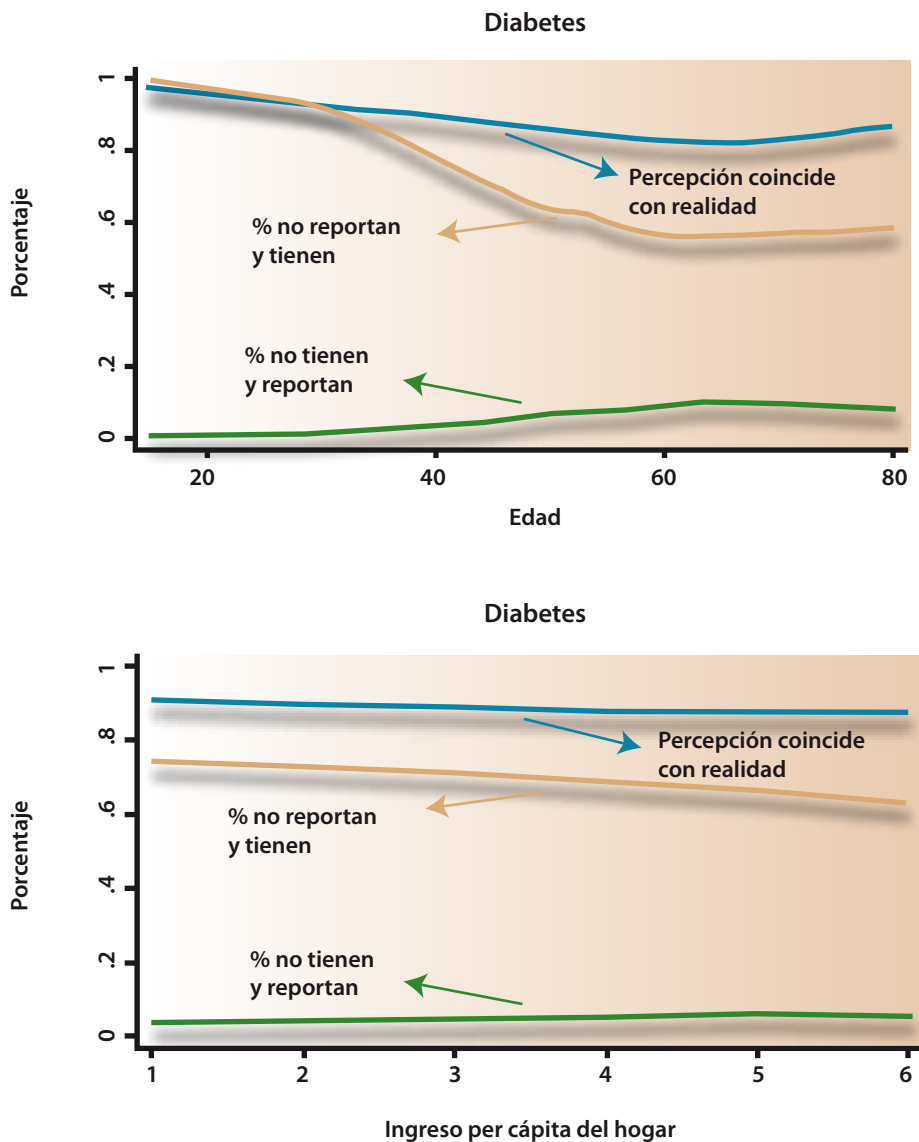 Diabetes
Porcentaje
1
.8
.6
.4
.2
0
Percepción coincide
con realidad
% no reportan
y tienen
% no tienen
y reportan
20
40
60
80
Edad
Diabetes
Porcentaje
1
.8
.6
.4
.2
0
Percepción coincide
con realidad
% no reportan
y tienen
% no tienen
y reportan
1
2
3
4
5
6
Ingreso per cápita del hogar